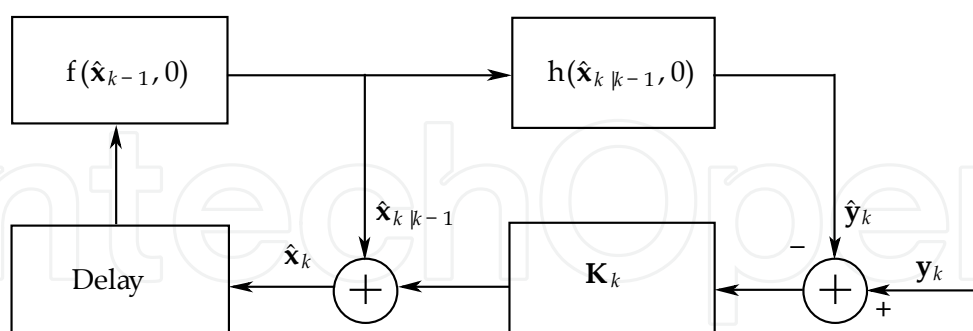 f(x̂ₖ₋₁, 0)
h(x̂ₖ|ₖ₋₁, 0)
x̂ₖ|ₖ₋₁
ŷₖ
−
x̂ₖ
yₖ
Delay
+
Kₖ
+
+